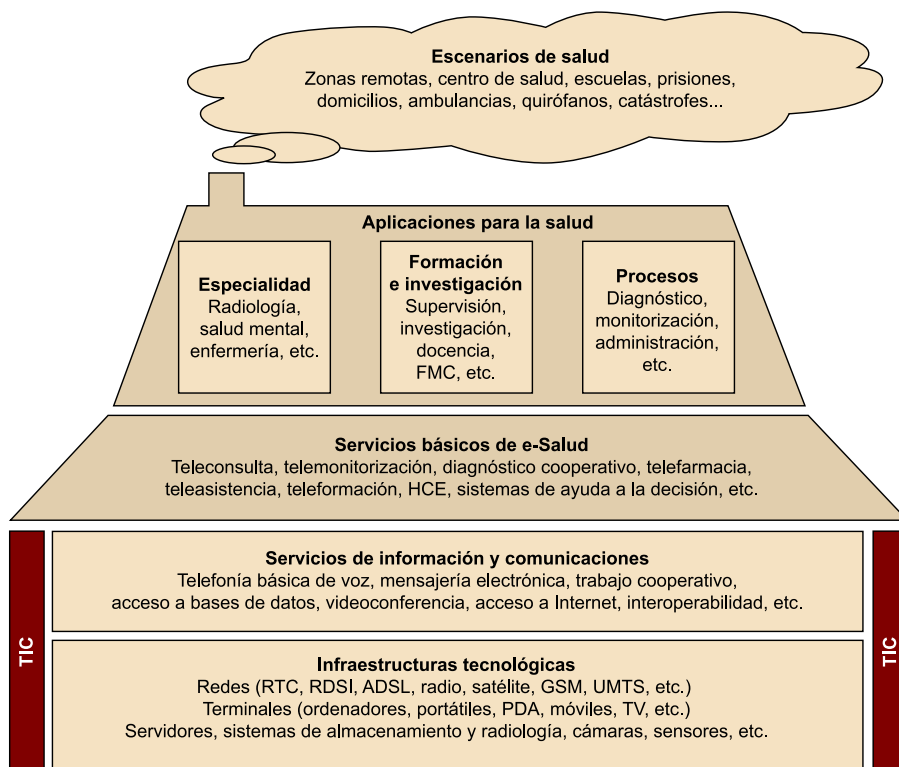 Escenarios de salud
Zonas remotas, centro de salud, escuelas, prisiones,
domicilios, ambulancias, quirófanos, catástrofes...
Aplicaciones para la salud
Especialidad
Radiología,
salud mental,
enfermería, etc.
Formación
e investigación
Supervisión,
investigación,
docencia,
FMC, etc.
Procesos
Diagnóstico,
monitorización,
administración,
etc.
Servicios básicos de e-Salud
Teleconsulta, telemonitorización, diagnóstico cooperativo, telefarmacia,
teleasistencia, teleformación, HCE, sistemas de ayuda a la decisión, etc.
TIC
Servicios de información y comunicaciones
Telefonía básica de voz, mensajería electrónica, trabajo cooperativo,
acceso a bases de datos, videoconferencia, acceso a Internet, interoperabilidad, etc.
Infraestructuras tecnológicas
Redes (RTC, RDSI, ADSL, radio, satélite, GSM, UMTS, etc.)
Terminales (ordenadores, portátiles, PDA, móviles, TV, etc.)
Servidores, sistemas de almacenamiento y radiología, cámaras, sensores, etc.
TIC